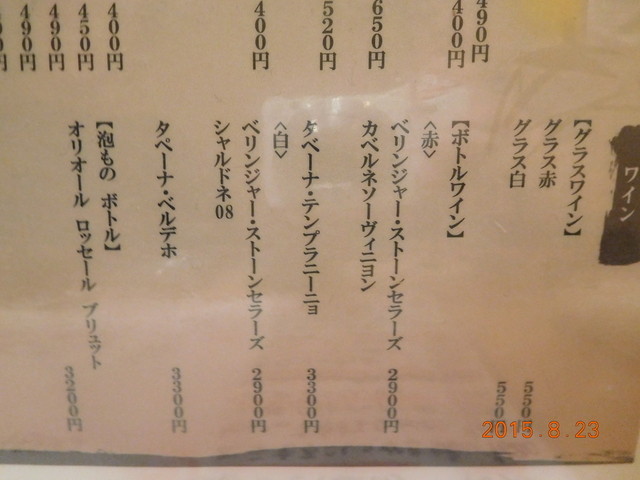 490円
400円
650円
520円
400円
400円
450円
490円
490円
ワイン
【グラスワイン】
グラス赤 550円
グラス白 550円
【ボトルワイン】
〈赤〉
ベリンジャー・ストーンセラーズ
カベルネソーヴィニヨン 2900円
タベーナ・テンプラニーニョ 3300円
〈白〉
ベリンジャー・ストーンセラーズ
シャルドネ08 2900円
タベーナ・ベルデホ 3300円
【泡もの ボトル】
オリオール ロッセール ブリュット 3200円
2015.8.23